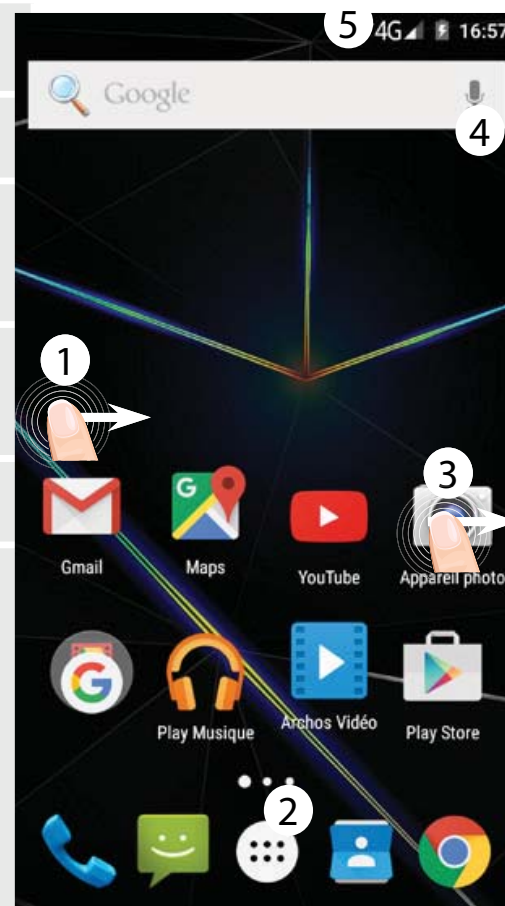 5 4G 16:57
Google
4
1
3
G
Gmail Maps YouTube Appareil photo
G
Play Musique Archos Vidéo Play Store
2